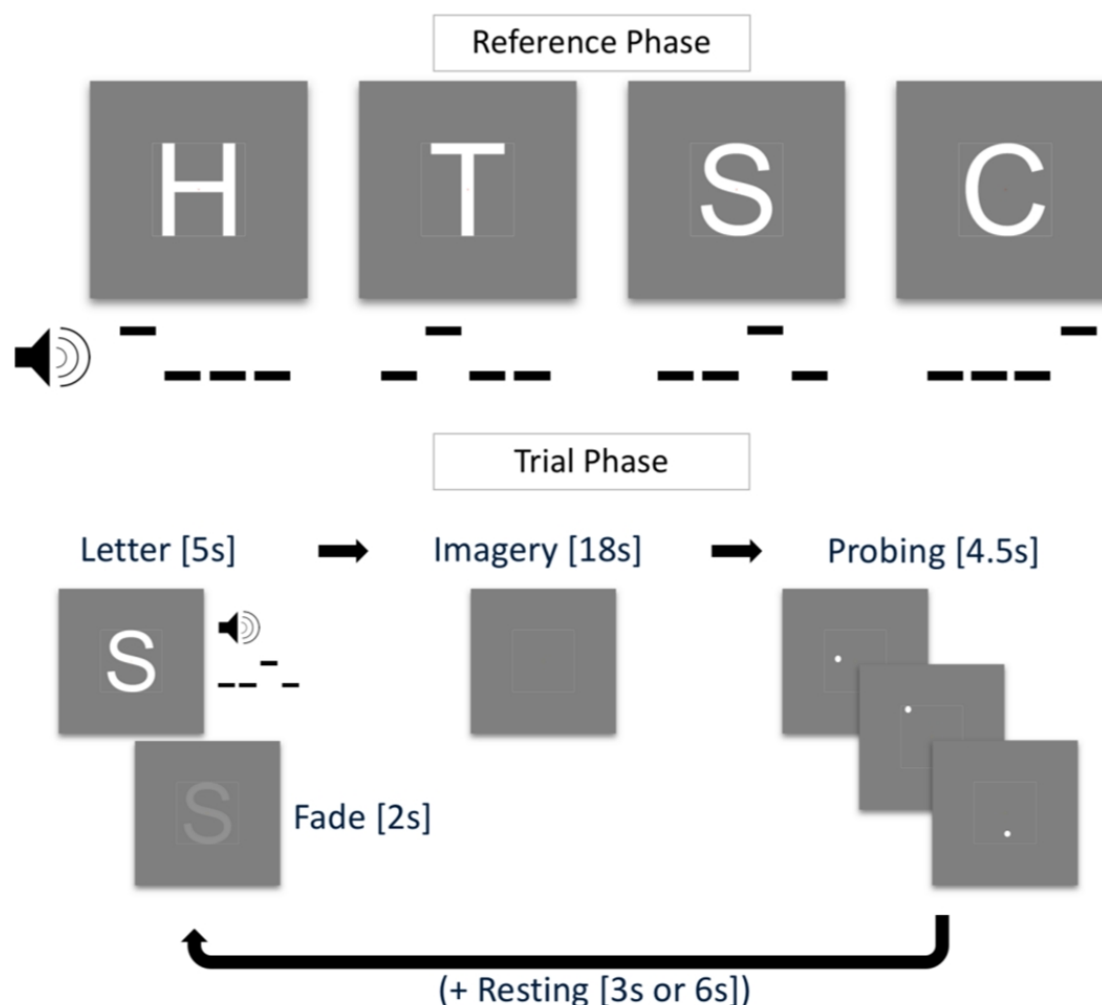 Reference Phase
H T S C
Trial Phase
Letter [5s] Imagery [18s] Probing [4.5s]
S
S
Fade [2s]
(+ Resting [3s or 6s])